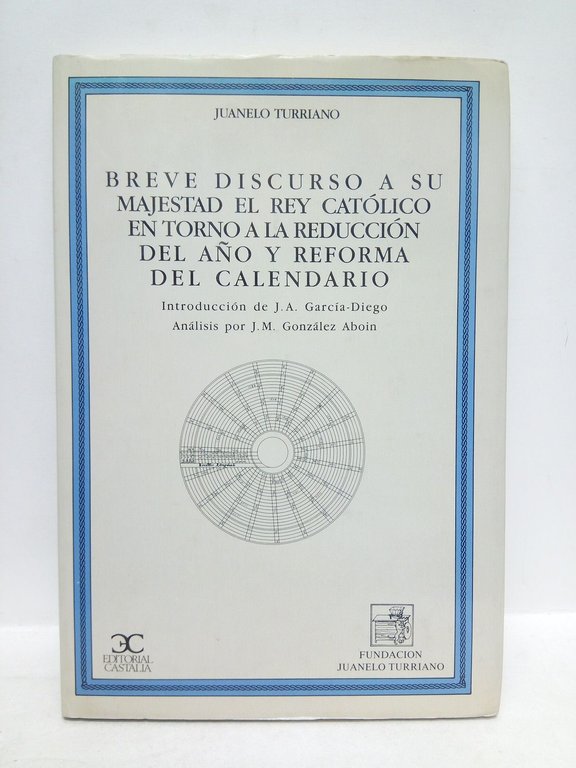 JUANELO TURRIANO
BREVE DISCURSO A SU
MAJESTAD EL REY CATÓLICO
EN TORNO A LA REDUCCIÓN
DEL AÑO Y REFORMA
DEL CALENDARIO
Introducción de J.A. García-Diego
Análisis por J.M. González Aboin
EDITORIAL
CASTALIA
FUNDACION
JUANELO TURRIANO